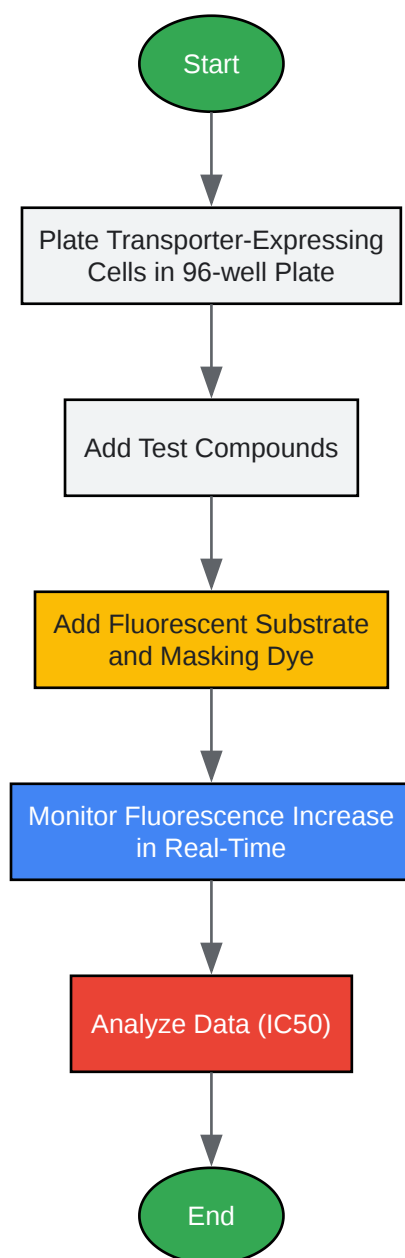 Start
Plate Transporter-Expressing
Cells in 96-well Plate
Add Test Compounds
Add Fluorescent Substrate
and Masking Dye
Monitor Fluorescence Increase
in Real-Time
Analyze Data (IC50)
End